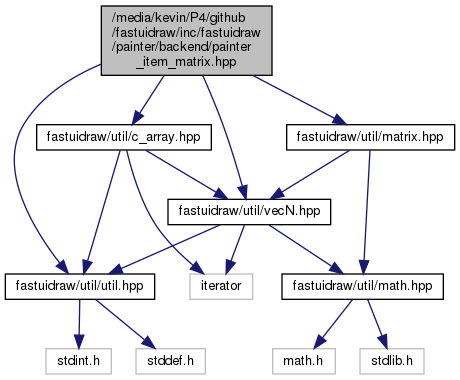 /media/kevin/P4/github
/fastuidraw/inc/fastuidraw
/painter/backend/painter
_item_matrix.hpp
fastuidraw/util/c_array.hpp
fastuidraw/util/matrix.hpp
fastuidraw/util/vecN.hpp
fastuidraw/util/util.hpp
iterator
fastuidraw/util/math.hpp
stdint.h
stddef.h
math.h
stdlib.h